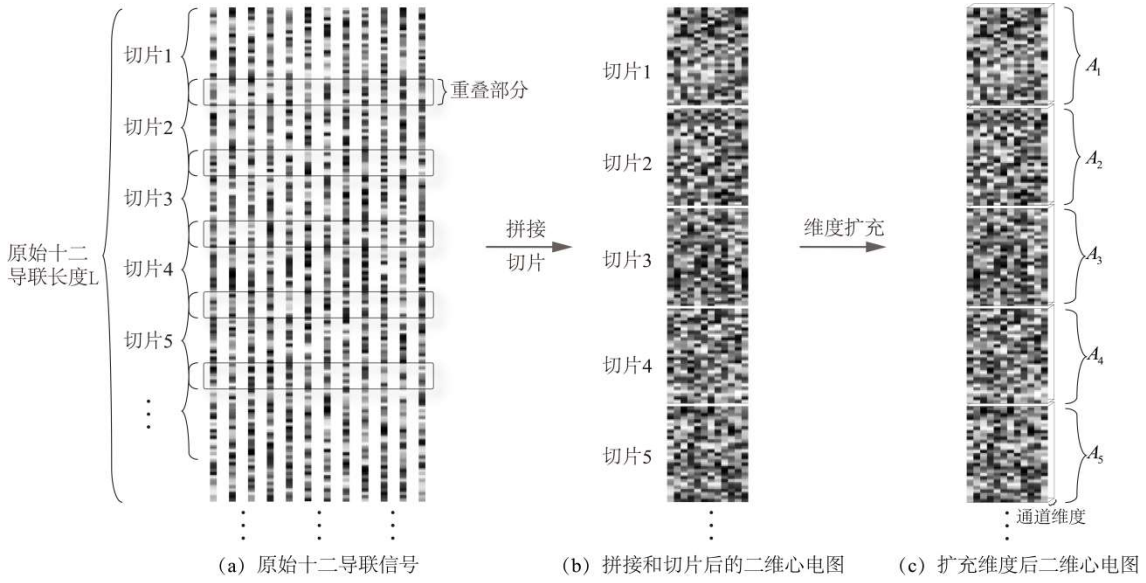 原始十二
导联长度L
切片1
切片2
切片3
切片4
切片5
重叠部分
(a) 原始十二导联信号
拼接
切片
切片1
切片2
切片3
切片4
切片5
(b) 拼接和切片后的二维心电图
维度扩充
A1
A2
A3
A4
A5
通道维度
(c) 扩充维度后二维心电图